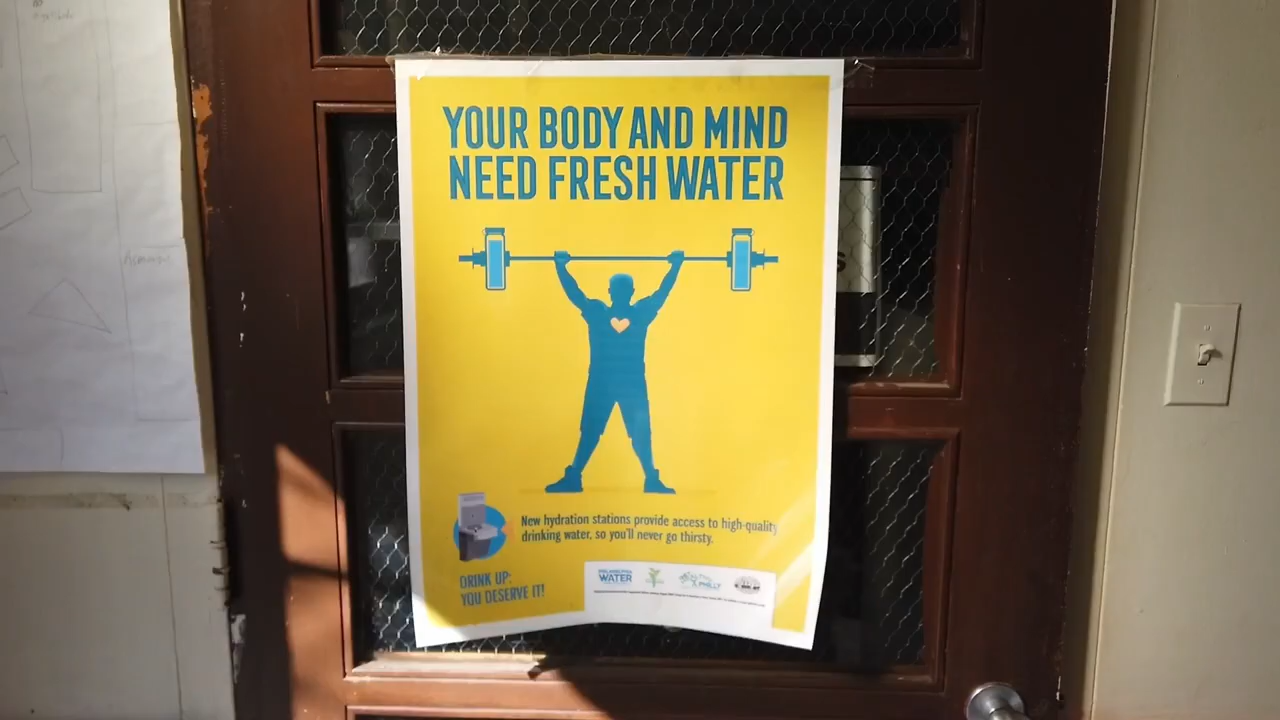 YOUR BODY AND MIND
NEED FRESH WATER
New hydration stations provide access to high-quality
drinking water, so you'll never go thirsty.
DRINK UP:
YOU DESERVE IT!
PHILADELPHIA
WATER
PHILLY
S